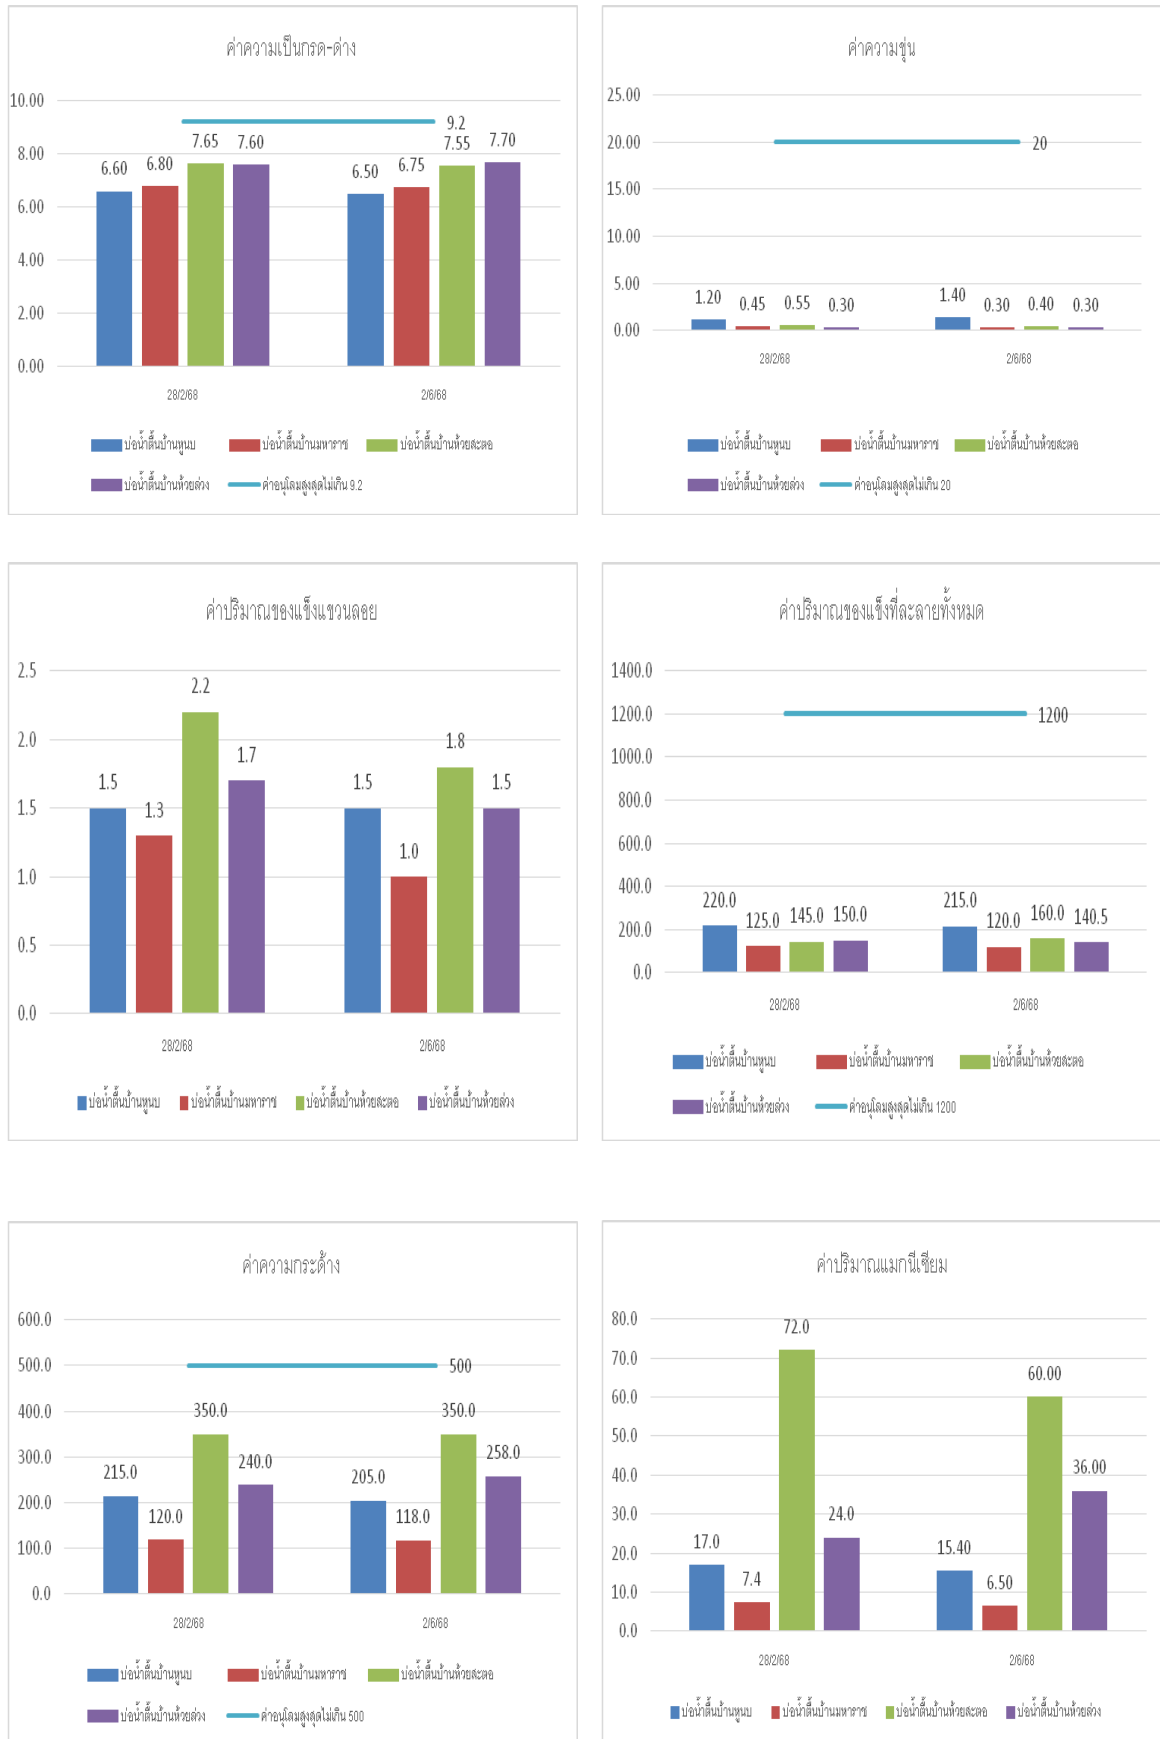 ค่าความเป็นกรด-ด่าง
10.00
8.00
6.00
4.00
2.00
0.00
6.60 6.80 7.65 7.60
9.2
6.50 6.75 7.55 7.70
28/2/68 2/6/68
บ่อน้ำตื้นบ้านหูนบ บ่อน้ำตื้นบ้านมหาราช บ่อน้ำตื้นบ้านห้วยสะตอ
บ่อน้ำตื้นบ้านห้วยล่วง ค่าอนุโลมสูงสุดไม่เกิน 9.2
ค่าความขุ่น
25.00
20.00
15.00
10.00
5.00
0.00
20
1.20 0.45 0.55 0.30 1.40 0.30 0.40 0.30
28/2/68 2/6/68
บ่อน้ำตื้นบ้านหูนบ บ่อน้ำตื้นบ้านมหาราช บ่อน้ำตื้นบ้านห้วยสะตอ
บ่อน้ำตื้นบ้านห้วยล่วง ค่าอนุโลมสูงสุดไม่เกิน 20
ค่าปริมาณของแข็งแขวนลอย
2.5
2.0
1.5
1.0
0.5
0.0
1.5 1.3 2.2 1.7 1.5 1.0 1.8 1.5
28/2/68 2/6/68
บ่อน้ำตื้นบ้านหูนบ บ่อน้ำตื้นบ้านมหาราช บ่อน้ำตื้นบ้านห้วยสะตอ บ่อน้ำตื้นบ้านห้วยล่วง
ค่าปริมาณของแข็งที่ละลายทั้งหมด
1400.0
1200.0
1000.0
800.0
600.0
400.0
200.0
0.0
1200
220.0 125.0 145.0 150.0 215.0 120.0 160.0 140.5
28/2/68 2/6/68
บ่อน้ำตื้นบ้านหูนบ บ่อน้ำตื้นบ้านมหาราช บ่อน้ำตื้นบ้านห้วยสะตอ
บ่อน้ำตื้นบ้านห้วยล่วง ค่าอนุโลมสูงสุดไม่เกิน 1200
ค่าความกระด้าง
600.0
500.0
400.0
300.0
200.0
100.0
0.0
500
215.0 120.0 350.0 240.0 205.0 118.0 350.0 258.0
28/2/68 2/6/68
บ่อน้ำตื้นบ้านหูนบ บ่อน้ำตื้นบ้านมหาราช บ่อน้ำตื้นบ้านห้วยสะตอ
บ่อน้ำตื้นบ้านห้วยล่วง ค่าอนุโลมสูงสุดไม่เกิน 500
ค่าปริมาณแมกนีเซียม
80.0
70.0
60.0
50.0
40.0
30.0
20.0
10.0
0.0
17.0 7.4 72.0 24.0 15.40 6.50 60.00 36.00
28/2/68 2/6/68
บ่อน้ำตื้นบ้านหูนบ บ่อน้ำตื้นบ้านมหาราช บ่อน้ำตื้นบ้านห้วยสะตอ บ่อน้ำตื้นบ้านห้วยล่วง